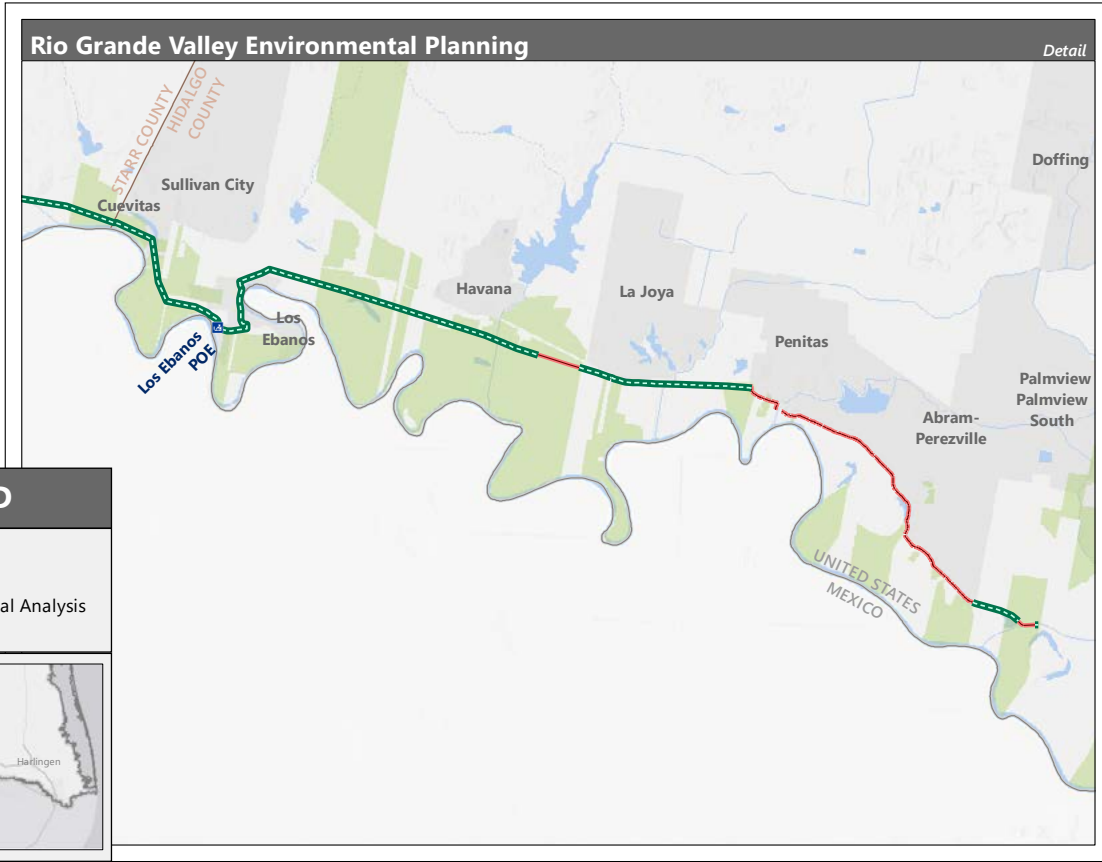 Rio Grande Valley Environmental Planning
Detail
STARR COUNTY
HIDALGO
COUNTY
Doffing
Sullivan City
Cuevitas
Havana
La Joya
Los
Ebanos
Los Ebanos
POE
Penitas
Palmview
Palmview
South
Abram-
Perezville
UNITED STATES
MEXICO
D
al Analysis
Harlingen